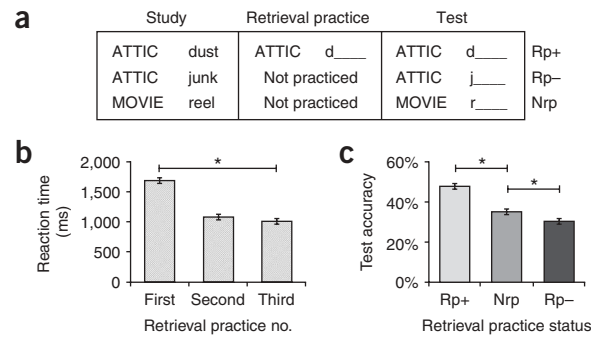 a
Study Retrieval practice Test
ATTIC dust ATTIC d____ ATTIC d____ Rp+
ATTIC junk Not practiced ATTIC j____ Rp–
MOVIE reel Not practiced MOVIE r____ Nrp
b
Reaction time
(ms)
2,000
1,500
1,000
500
0
*
First Second Third
Retrieval practice no.
c
Test accuracy
60%
40%
20%
0%
*
*
Rp+ Nrp Rp–
Retrieval practice status